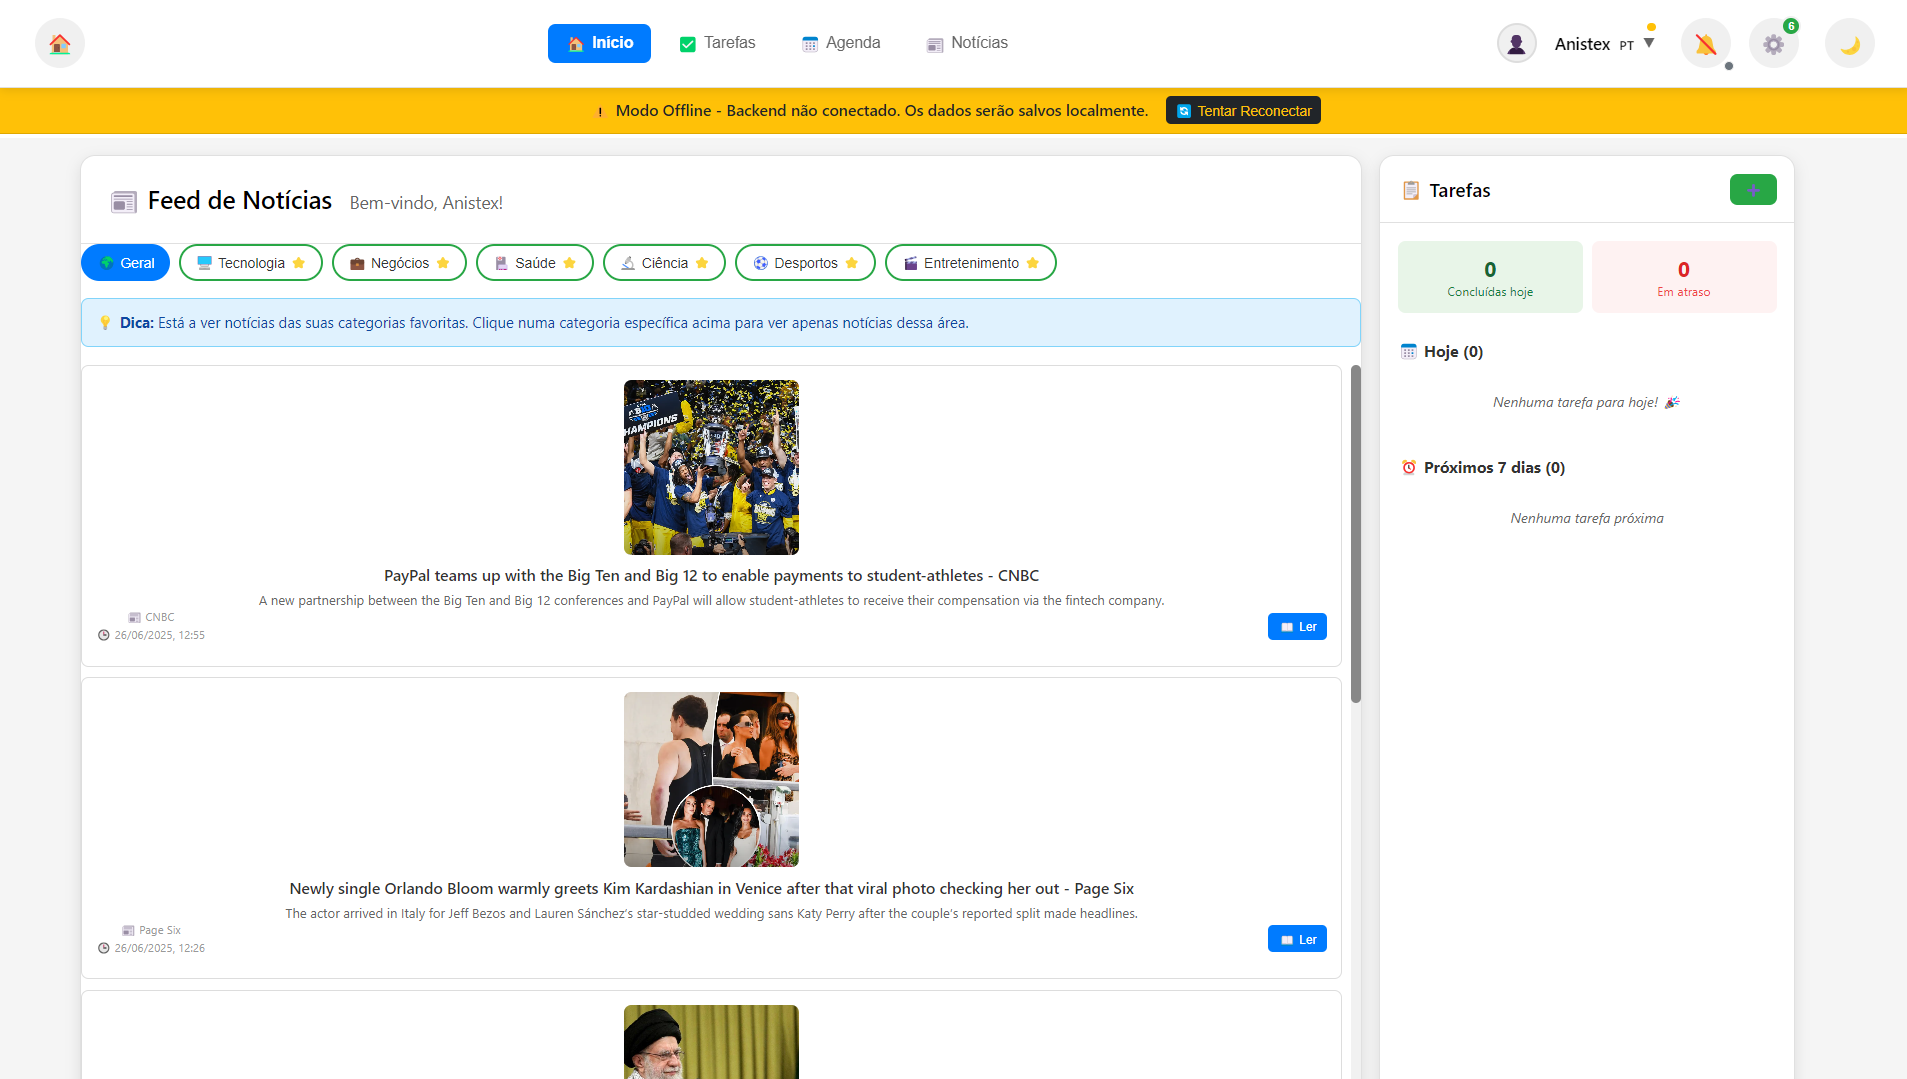 Início
Tarefas
Agenda
Notícias
Anistex PT ▼
6
Modo Offline - Backend não conectado. Os dados serão salvos localmente.
Tentar Reconectar
Feed de Notícias
Bem-vindo, Anistex!
Geral
Tecnologia
Negócios
Saúde
Ciência
Desportos
Entretenimento
Dica: Está a ver notícias das suas categorias favoritas. Clique numa categoria específica acima para ver apenas notícias dessa área.
CHAMPIONS
PayPal teams up with the Big Ten and Big 12 to enable payments to student-athletes - CNBC
A new partnership between the Big Ten and Big 12 conferences and PayPal will allow student-athletes to receive their compensation via the fintech company.
CNBC
26/06/2025, 12:55
Ler
Newly single Orlando Bloom warmly greets Kim Kardashian in Venice after that viral photo checking her out - Page Six
The actor arrived in Italy for Jeff Bezos and Lauren Sánchez's star-studded wedding sans Katy Perry after the couple's reported split made headlines.
Page Six
26/06/2025, 12:26
Ler
Tarefas
+
0
Concluídas hoje
0
Em atraso
Hoje (0)
Nenhuma tarefa para hoje!
Próximos 7 dias (0)
Nenhuma tarefa próxima